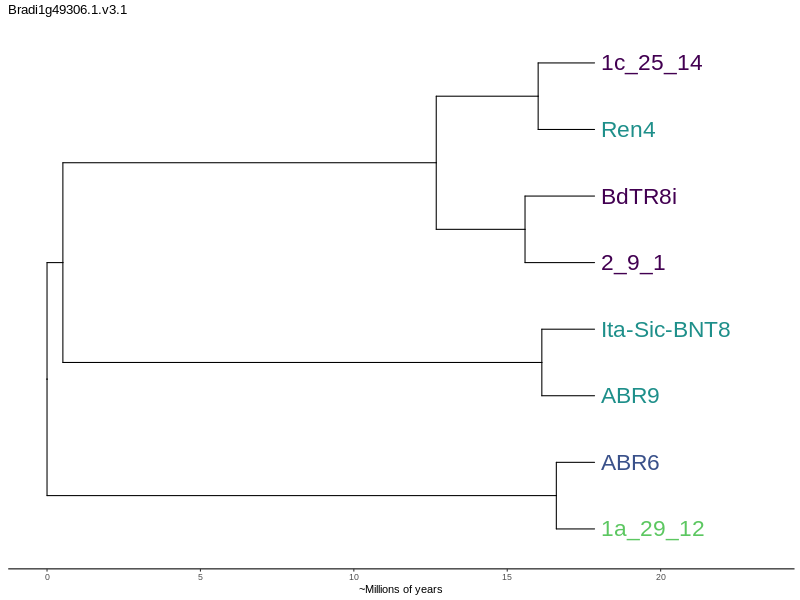 Bradi1g49306.1.v3.1
1c_25_14
Ren4
BdTR8i
2_9_1
Ita-Sic-BNT8
ABR9
ABR6
1a_29_12
0 5 10 15 20
~Millions of years